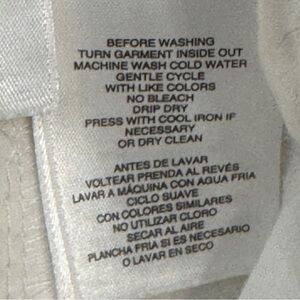 BEFORE WASHING
TURN GARMENT INSIDE OUT
MACHINE WASH COLD WATER
GENTLE CYCLE
WITH LIKE COLORS
NO BLEACH
DRIP DRY
PRESS WITH COOL IRON IF
NECESSARY
OR DRY CLEAN
ANTES DE LAVAR
VOLTEAR PRENDA AL REVÉS
LAVAR A MÁQUINA CON AGUA FRIA
CICLO SUAVE
CON COLORES SIMILARES
NO UTILIZAR CLORO
SECAR AL AIRE
PLANCHA FRIA SI ES NECESARIO
O LAVAR EN SECO